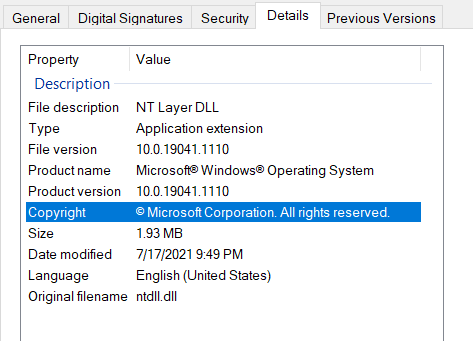 General Digital Signatures Security Details Previous Versions
Property Value
Description
File description NT Layer DLL
Type Application extension
File version 10.0.19041.1110
Product name Microsoft® Windows® Operating System
Product version 10.0.19041.1110
Copyright © Microsoft Corporation. All rights reserved.
Size 1.93 MB
Date modified 7/17/2021 9:49 PM
Language English (United States)
Original filename ntdll.dll